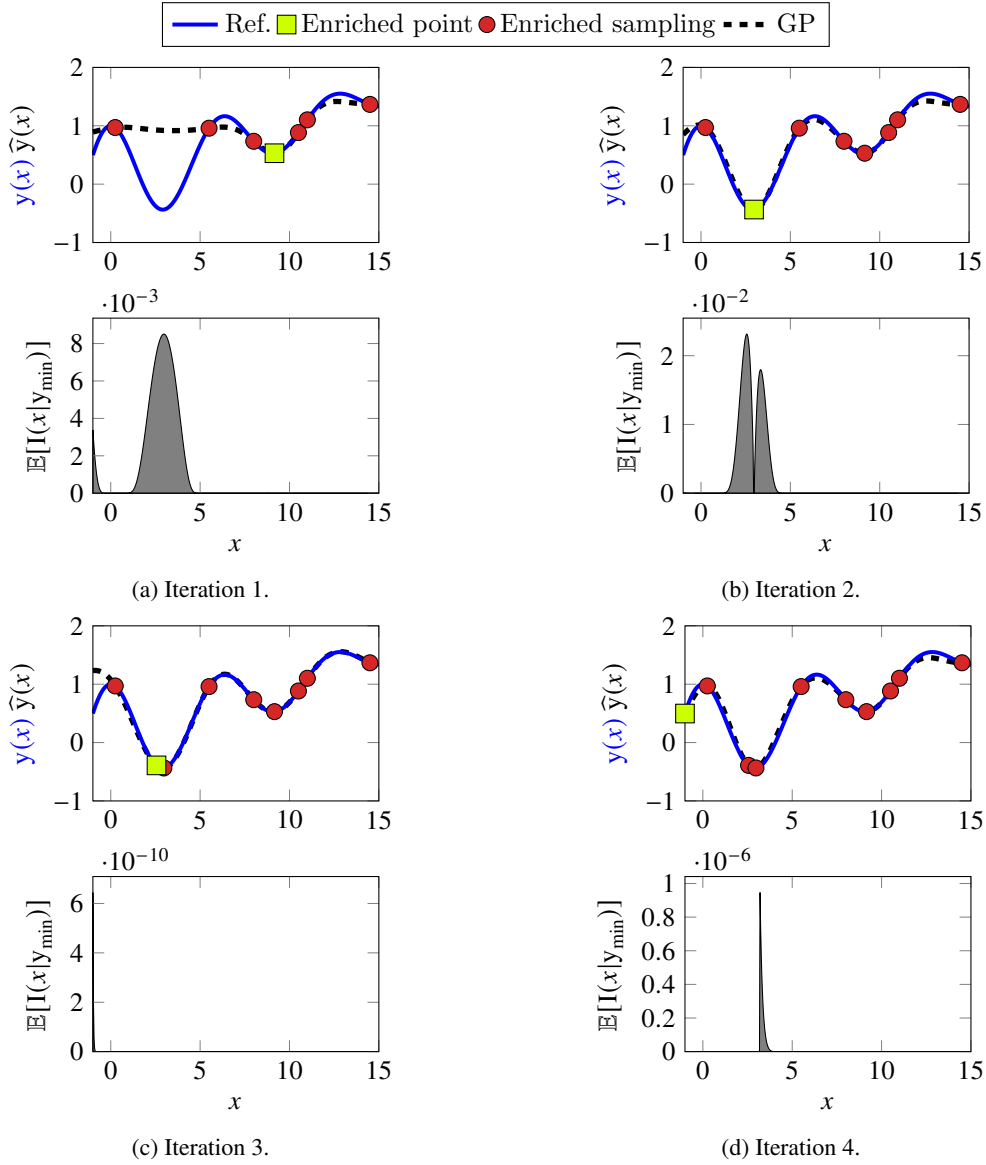 Ref. Enriched point Enriched sampling GP
2
1
0
−1
y(x) ŷ(x)
0 5 10 15
·10⁻³
8
6
4
2
0
𝔼[I(x|y_min)]
0 5 10 15
x
(a) Iteration 1.
2
1
0
−1
y(x) ŷ(x)
0 5 10 15
·10⁻²
2
1
0
𝔼[I(x|y_min)]
0 5 10 15
x
(b) Iteration 2.
2
1
0
−1
y(x) ŷ(x)
0 5 10 15
·10⁻¹⁰
6
4
2
0
𝔼[I(x|y_min)]
0 5 10 15
x
(c) Iteration 3.
2
1
0
−1
y(x) ŷ(x)
0 5 10 15
·10⁻⁶
1
0.8
0.6
0.4
0.2
0
𝔼[I(x|y_min)]
0 5 10 15
x
(d) Iteration 4.